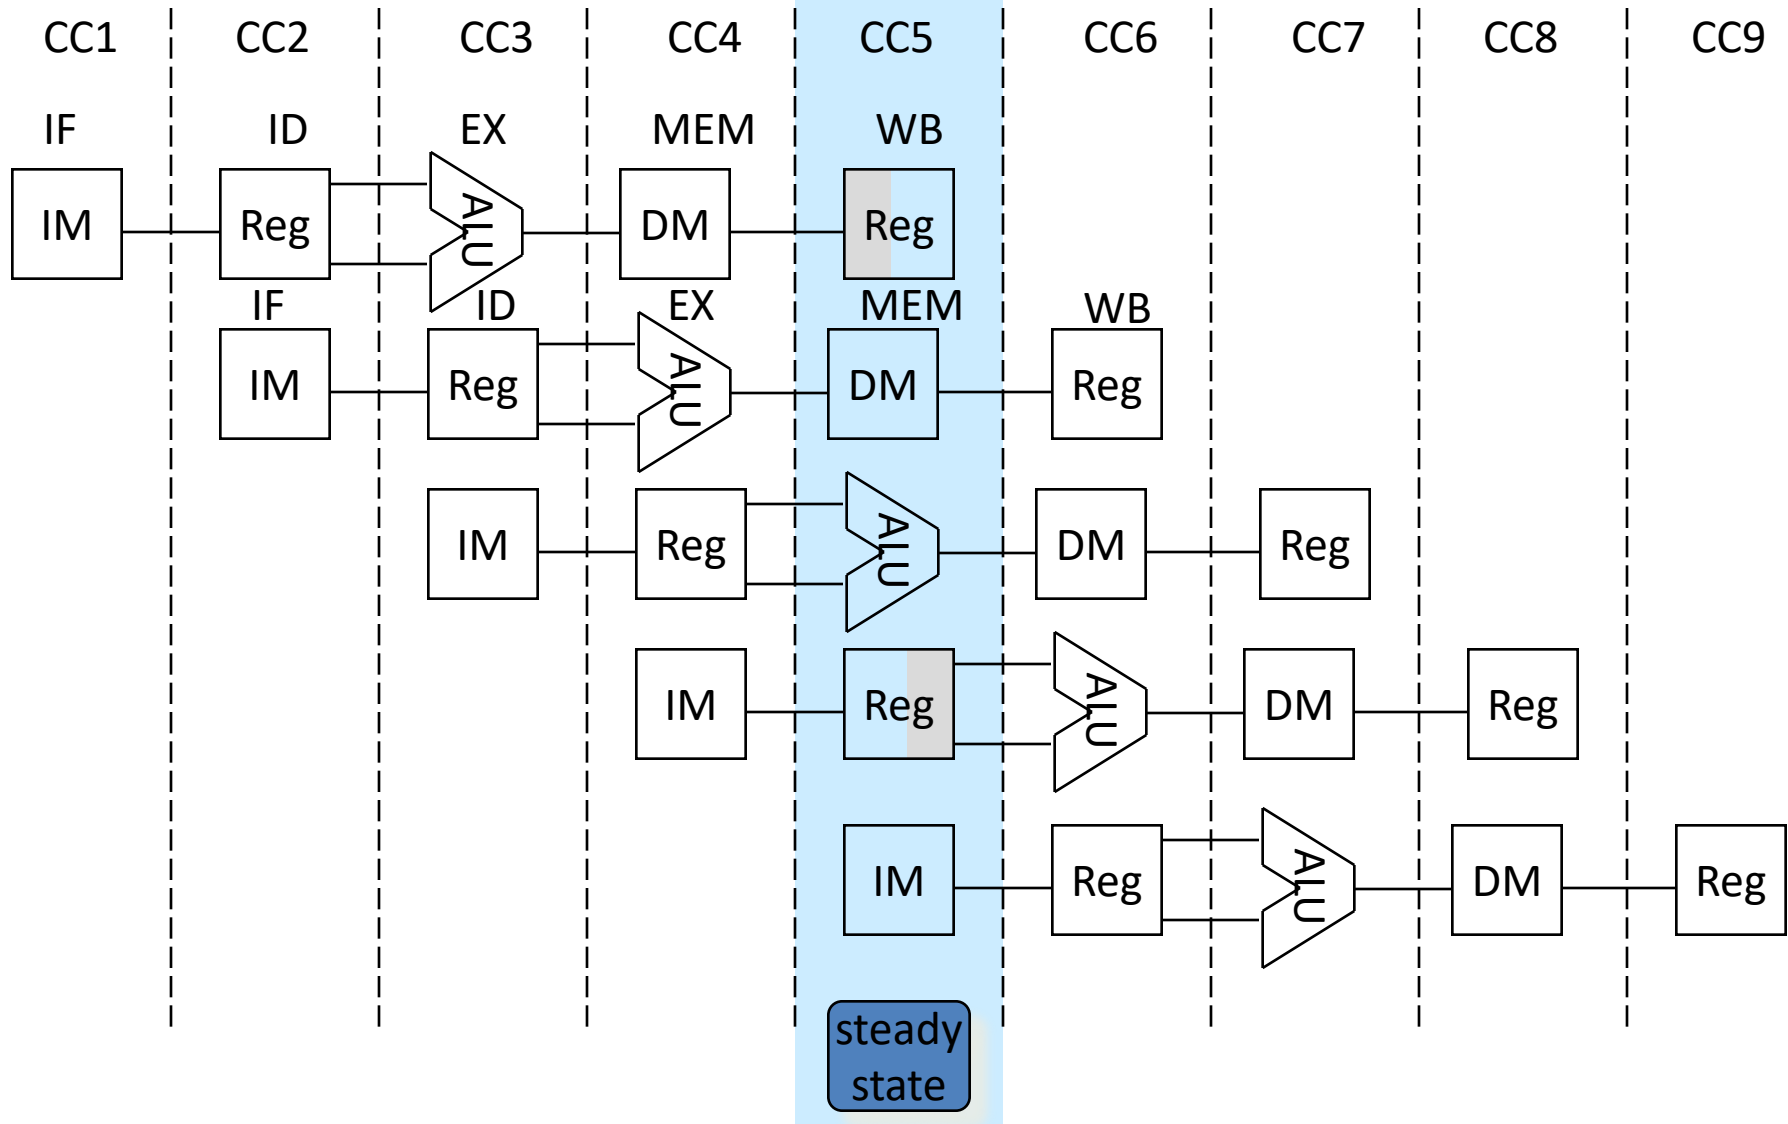 CC1 CC2 CC3 CC4 CC5 CC6 CC7 CC8 CC9
IF ID EX MEM WB
IM Reg ALU DM Reg
IF ID EX MEM WB
IM Reg ALU DM Reg
IM Reg ALU DM Reg
IM Reg ALU DM Reg
IM Reg ALU DM Reg
steady
state